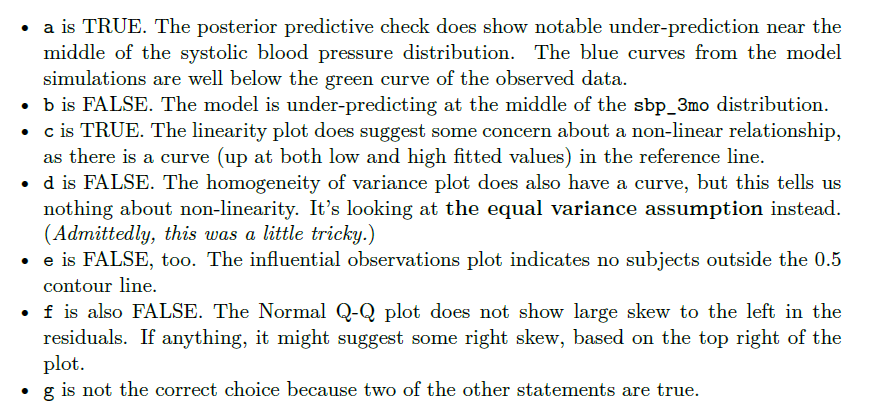 • a is TRUE. The posterior predictive check does show notable under-prediction near the
middle of the systolic blood pressure distribution. The blue curves from the model
simulations are well below the green curve of the observed data.
• b is FALSE. The model is under-predicting at the middle of the sbp_3mo distribution.
• c is TRUE. The linearity plot does suggest some concern about a non-linear relationship,
as there is a curve (up at both low and high fitted values) in the reference line.
• d is FALSE. The homogeneity of variance plot does also have a curve, but this tells us
nothing about non-linearity. It's looking at the equal variance assumption instead.
(Admittedly, this was a little tricky.)
• e is FALSE, too. The influential observations plot indicates no subjects outside the 0.5
contour line.
• f is also FALSE. The Normal Q-Q plot does not show large skew to the left in the
residuals. If anything, it might suggest some right skew, based on the top right of the
plot.
• g is not the correct choice because two of the other statements are true.